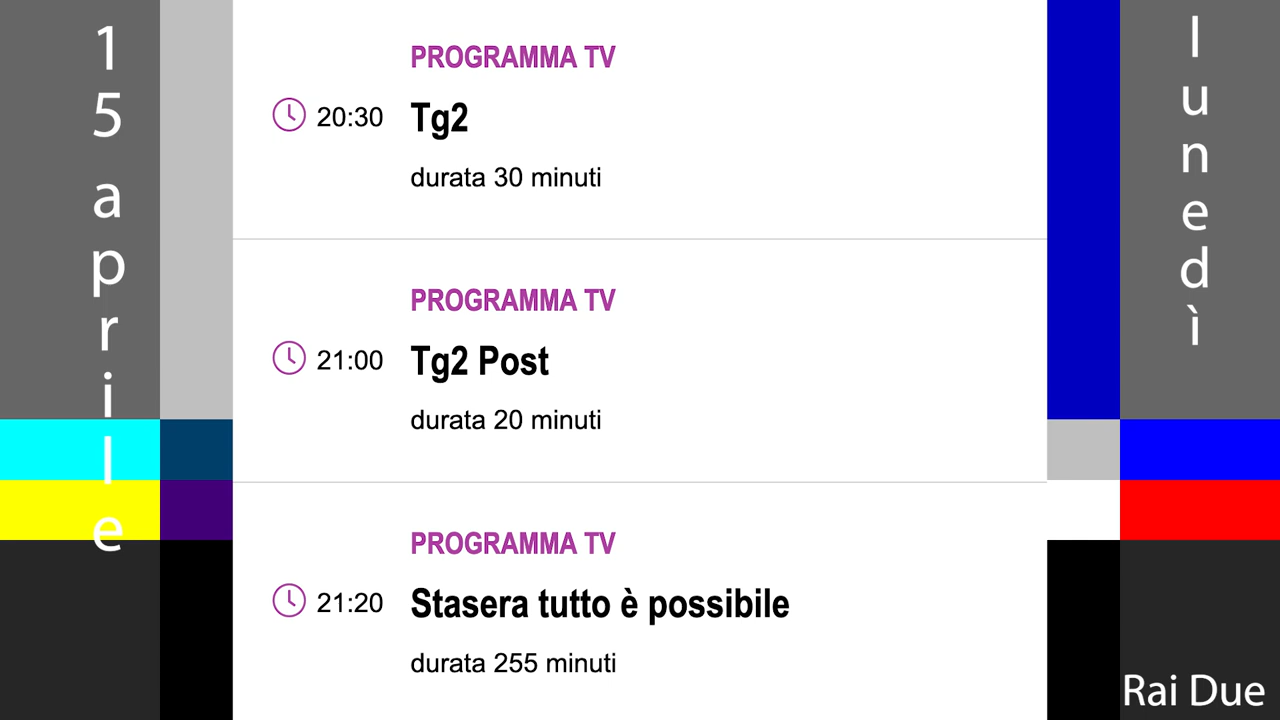 15 aprile
PROGRAMMA TV
20:30 Tg2
durata 30 minuti
PROGRAMMA TV
21:00 Tg2 Post
durata 20 minuti
PROGRAMMA TV
21:20 Stasera tutto è possibile
durata 255 minuti
lunedì
Rai Due